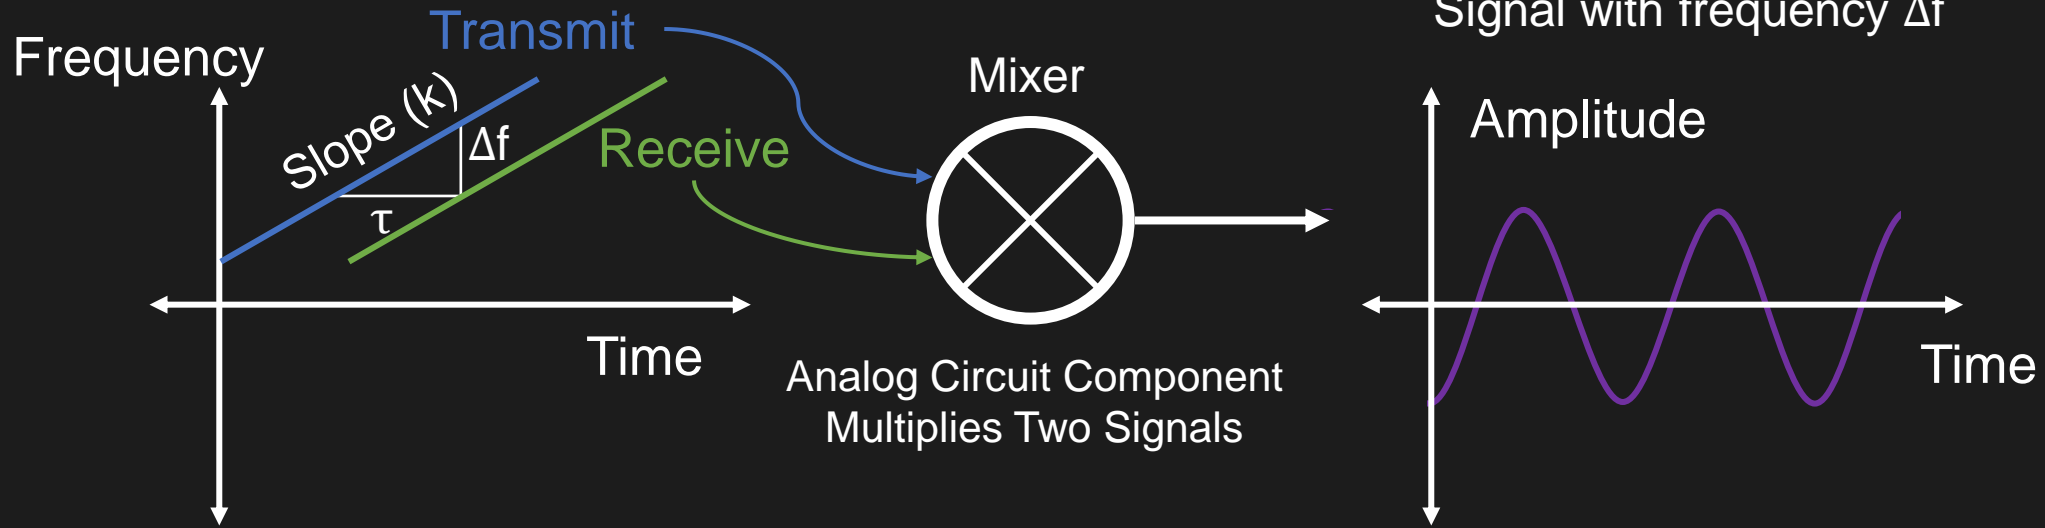 Frequency
Transmit
Slope (k)
Δf
τ
Receive
Time
Mixer
Analog Circuit Component
Multiplies Two Signals
Signal with frequency Δf
Amplitude
Time